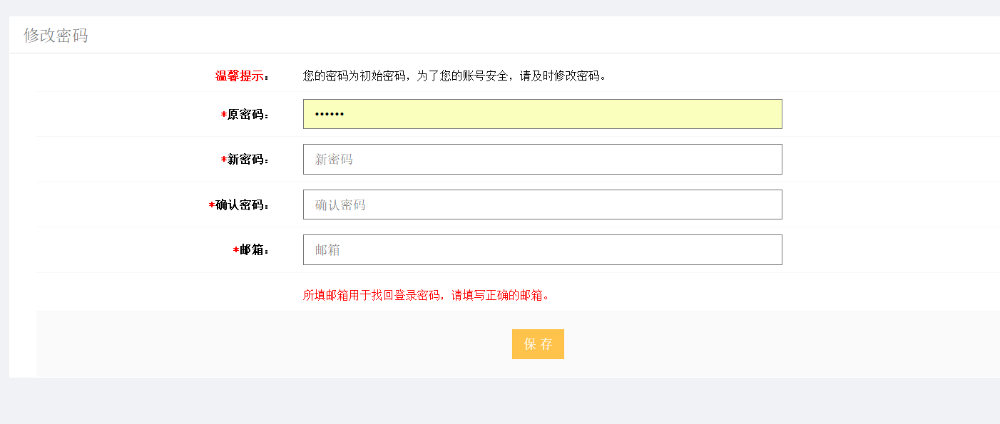 修改密码
温馨提示： 您的密码为初始密码，为了您的账号安全，请及时修改密码。
*原密码： ••••••
*新密码： 新密码
*确认密码： 确认密码
*邮箱： 邮箱
所填邮箱用于找回登录密码，请填写正确的邮箱。
保 存